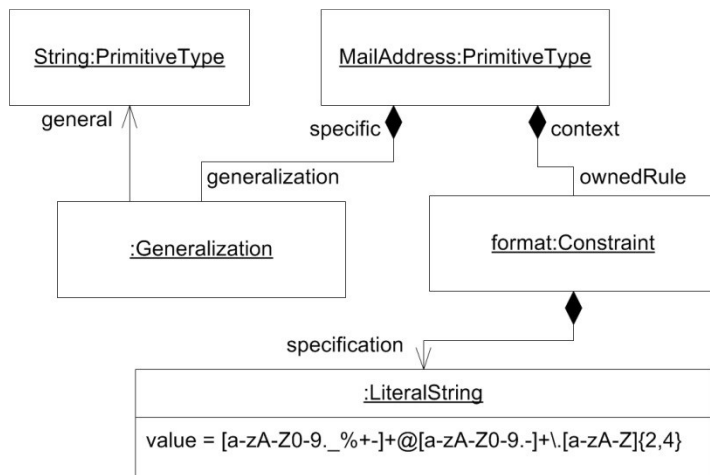 String:PrimitiveType
MailAddress:PrimitiveType
general
specific
context
generalization
ownedRule
:Generalization
format:Constraint
specification
:LiteralString
value = [a-zA-Z0-9._%+-]+@[a-zA-Z0-9.-]+\.[a-zA-Z]{2,4}